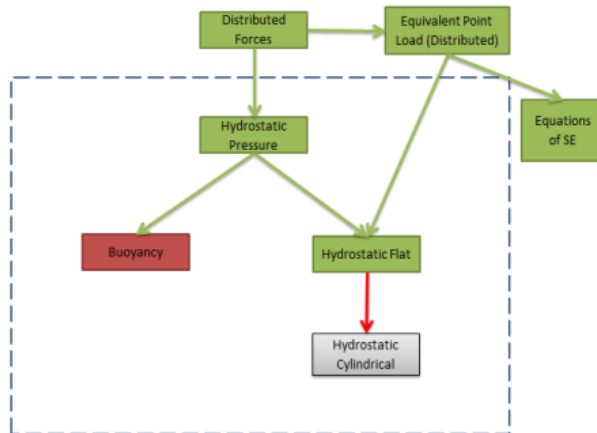 Distributed
Forces
Equivalent Point
Load (Distributed)
Hydrostatic
Pressure
Equations
of SE
Buoyancy
Hydrostatic Flat
Hydrostatic
Cylindrical